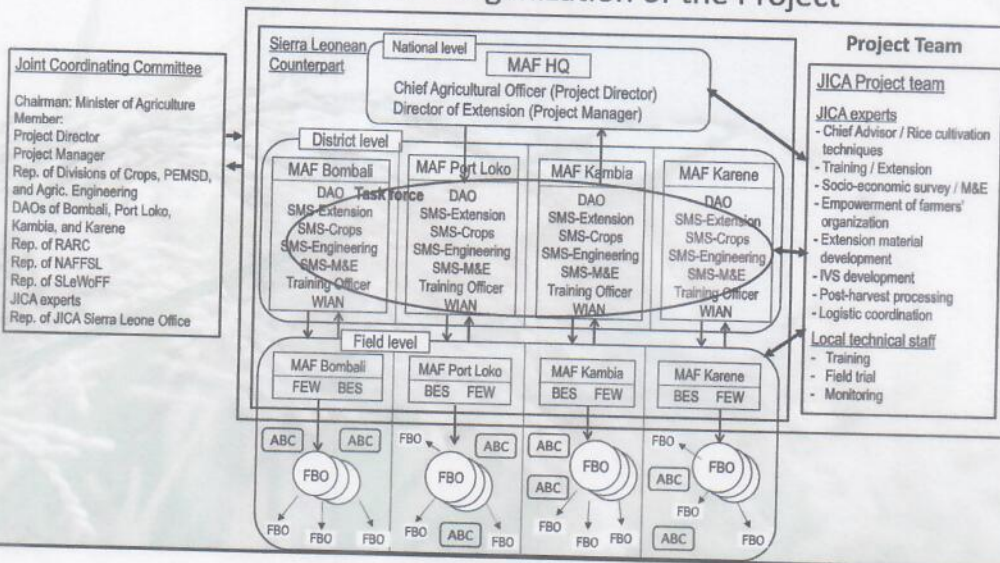 of the Project
Joint Coordinating Committee
Chairman: Minister of Agriculture
Member:
Project Director
Project Manager
Rep. of Divisions of Crops, PEMSD,
and Agric. Engineering
DAOs of Bombali, Port Loko,
Kambia, and Karene
Rep. of RARC
Rep. of NAFFSL
Rep. of SLeWoFF
JICA experts
Rep. of JICA Sierra Leone Office
Sierra Leonean
Counterpart
National level
MAF HQ
Chief Agricultural Officer (Project Director)
Director of Extension (Project Manager)
District level
MAF Bombali
DAO
SMS-Extension
SMS-Crops
SMS-Engineering
SMS-M&E
Training Officer
WIAN
Task force
MAF Port Loko
DAO
SMS-Extension
SMS-Crops
SMS-Engineering
SMS-M&E
Training Officer
WIAN
MAF Kambia
DAO
SMS-Extension
SMS-Crops
SMS-Engineering
SMS-M&E
Training Officer
WIAN
MAF Karene
DAO
SMS-Extension
SMS-Crops
SMS-Engineering
SMS-M&E
Training Officer
WIAN
Field level
MAF Bombali
FEW BES
MAF Port Loko
BES FEW
MAF Kambia
BES FEW
MAF Karene
BES FEW
ABC
ABC
FBO
FBO
FBO
FBO
FBO
ABC
FBO
FBO
ABC
FBO
ABC
FBO
ABC
FBO
FBO
FBO
FBO
FBO
ABC
FBO
FBO
ABC
Project Team
JICA Project team
JICA experts
- Chief Advisor / Rice cultivation
techniques
- Training / Extension
- Socio-economic survey / M&E
- Empowerment of farmers'
organization
- Extension material
development
- IVS development
- Post-harvest processing
- Logistic coordination
Local technical staff
- Training
- Field trial
- Monitoring